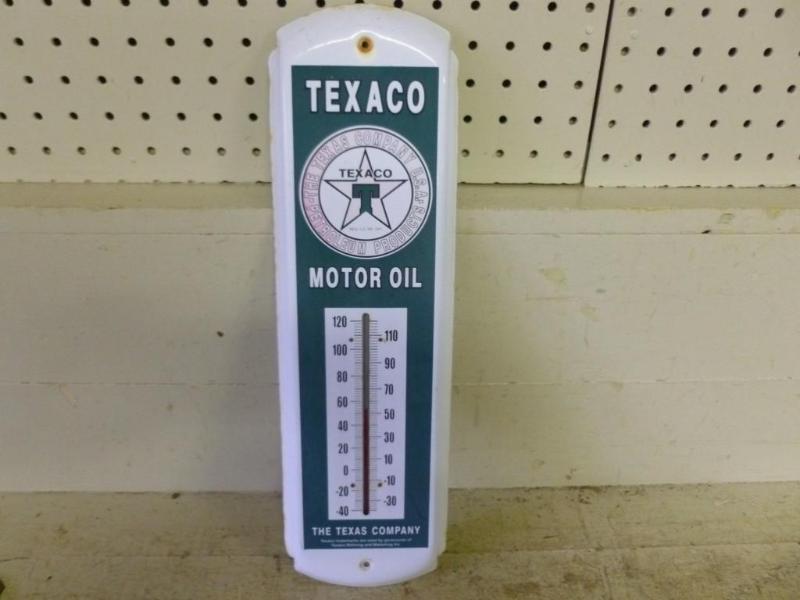 TEXACO
THE TEXAS COMPANY U.S.A.
TEXACO
T
PETROLEUM PRODUCTS
MOTOR OIL
120
110
100
90
80
70
60
50
40
30
20
10
0
-10
-20
-30
-40
THE TEXAS COMPANY